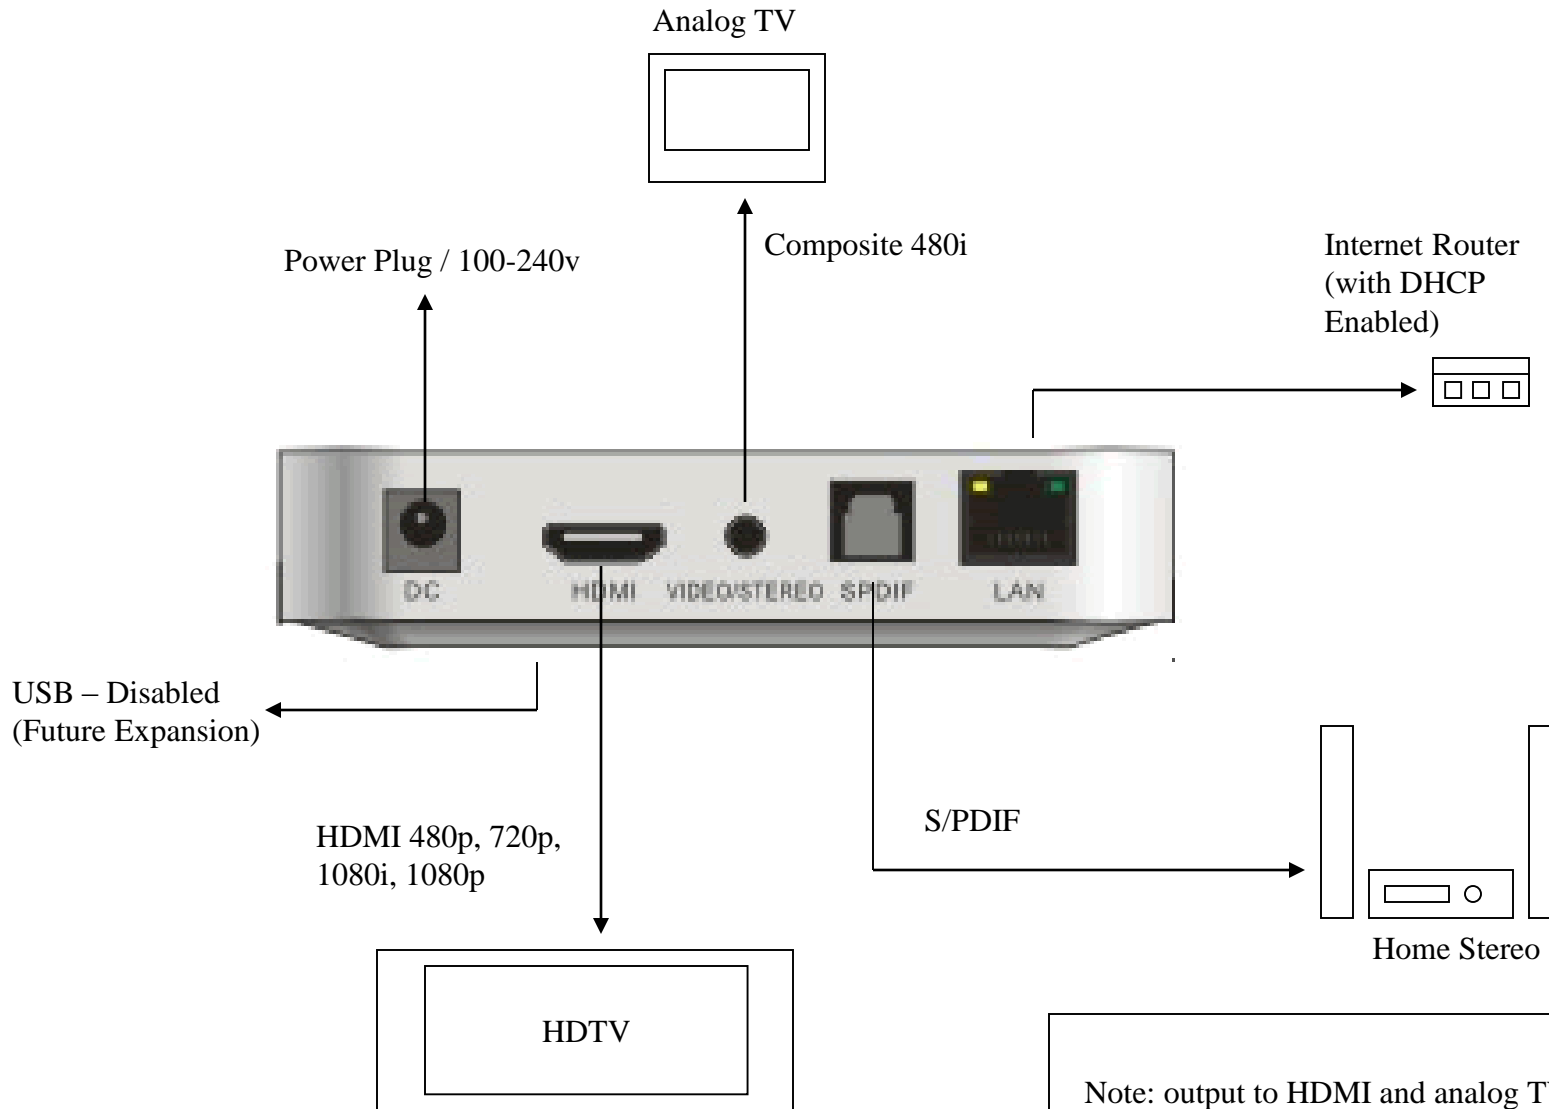 Analog TV
Composite 480i
Power Plug / 100-240v
Internet Router
(with DHCP
Enabled)
DC
HDMI
VIDEO/STEREO
SPDIF
LAN
USB – Disabled
(Future Expansion)
HDMI 480p, 720p,
1080i, 1080p
S/PDIF
Home Stereo
HDTV
Note: output to HDMI and analog TV